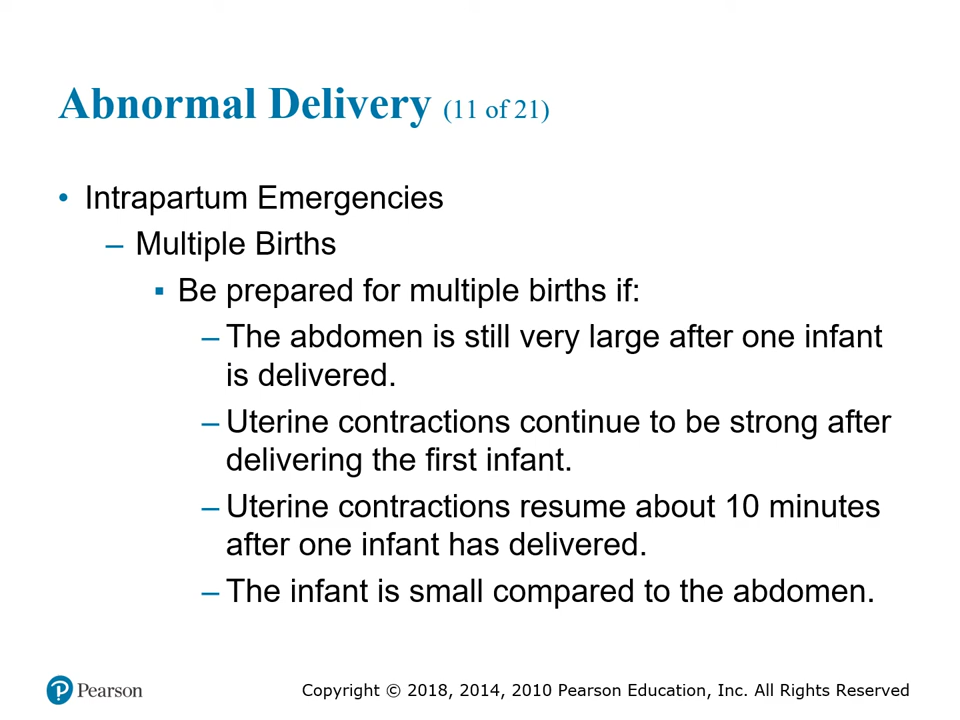 Abnormal Delivery (11 of 21)
• Intrapartum Emergencies
– Multiple Births
▪ Be prepared for multiple births if:
– The abdomen is still very large after one infant
is delivered.
– Uterine contractions continue to be strong after
delivering the first infant.
– Uterine contractions resume about 10 minutes
after one infant has delivered.
– The infant is small compared to the abdomen.
Pearson
Copyright © 2018, 2014, 2010 Pearson Education, Inc. All Rights Reserved